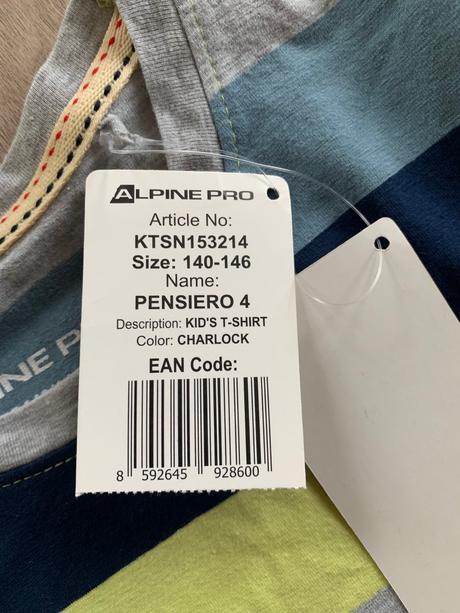 ALPINE PRO
Article No:
KTSN153214
Size: 140-146
Name:
PENSIERO 4
Description: KID'S T-SHIRT
Color: CHARLOCK
EAN Code:
8 592645 928600
INE P